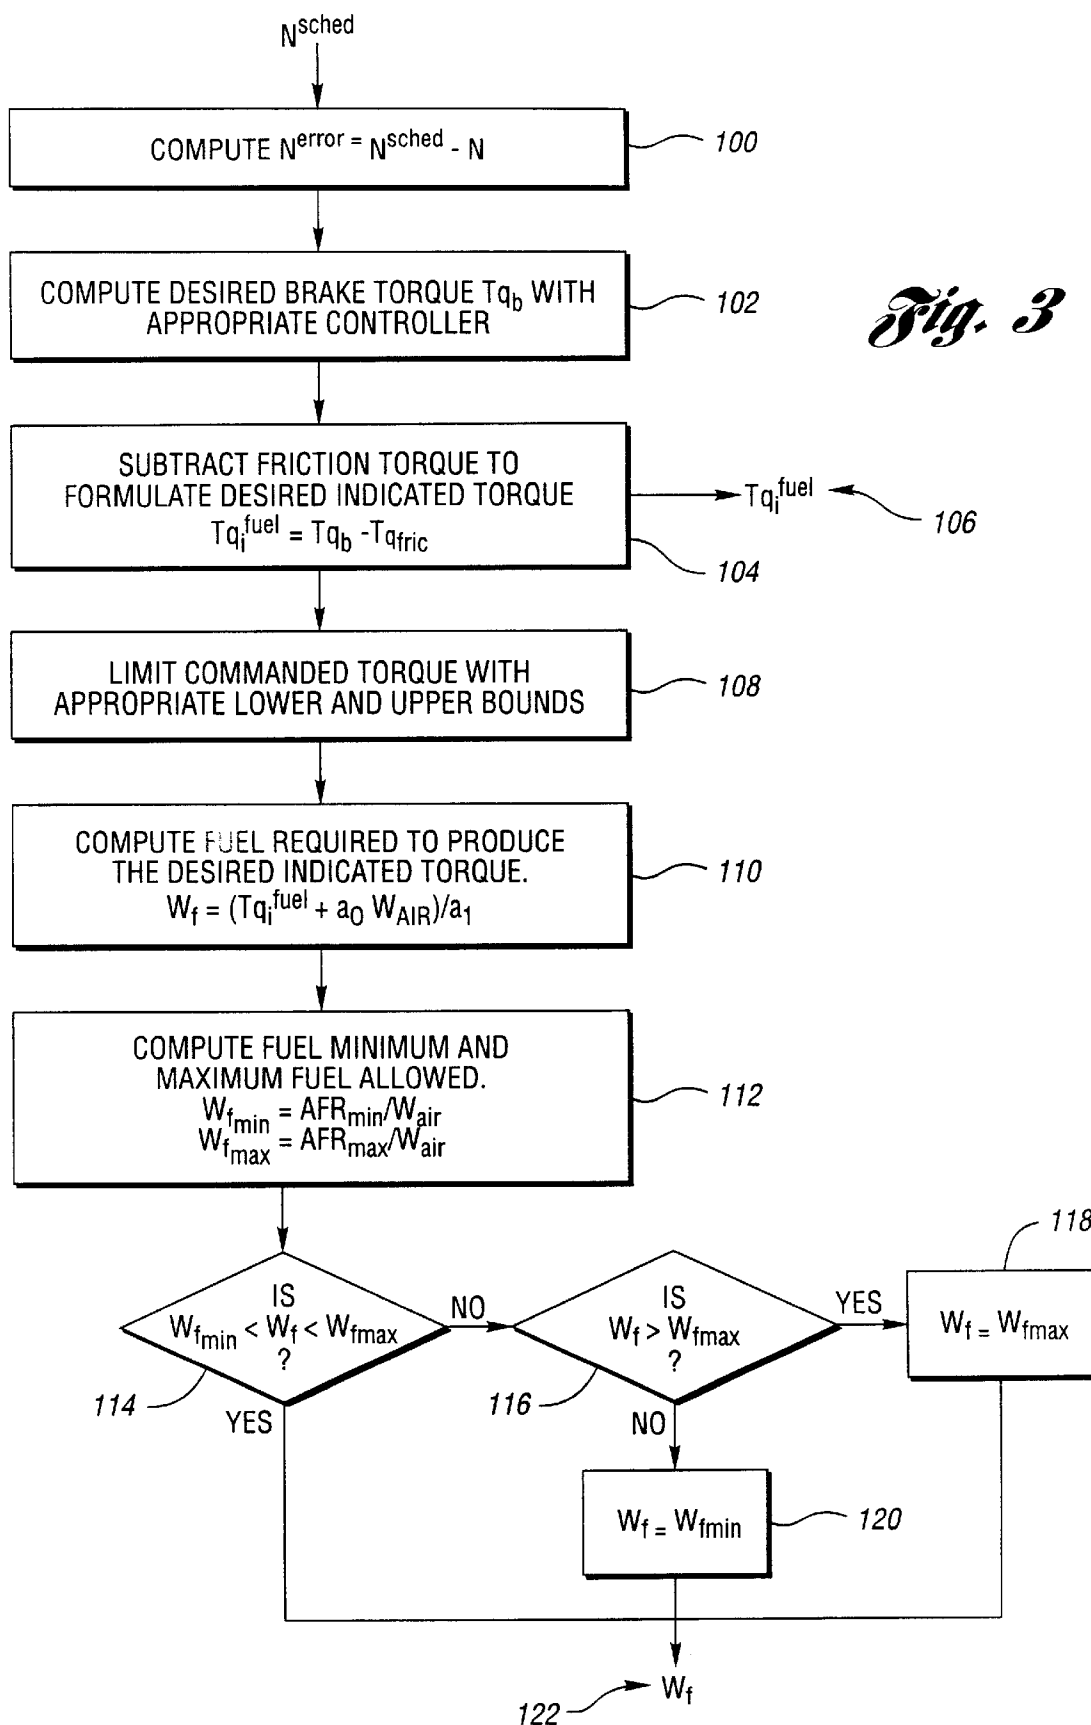 N^sched
COMPUTE N^error = N^sched - N
100
COMPUTE DESIRED BRAKE TORQUE Tq_b WITH
APPROPRIATE CONTROLLER
102
Fig. 3
SUBTRACT FRICTION TORQUE TO
FORMULATE DESIRED INDICATED TORQUE
Tq_i^fuel = Tq_b -Tq_fric
104
Tq_i^fuel
106
LIMIT COMMANDED TORQUE WITH
APPROPRIATE LOWER AND UPPER BOUNDS
108
COMPUTE FUEL REQUIRED TO PRODUCE
THE DESIRED INDICATED TORQUE.
W_f = (Tq_i^fuel + a_0 W_AIR)/a_1
110
COMPUTE FUEL MINIMUM AND
MAXIMUM FUEL ALLOWED.
W_f_min = AFR_min/W_air
W_f_max = AFR_max/W_air
112
IS
W_f_min < W_f < W_fmax
?
114
NO
YES
IS
W_f > W_fmax
?
116
YES
NO
118
W_f = W_fmax
W_f = W_fmin
120
W_f
122